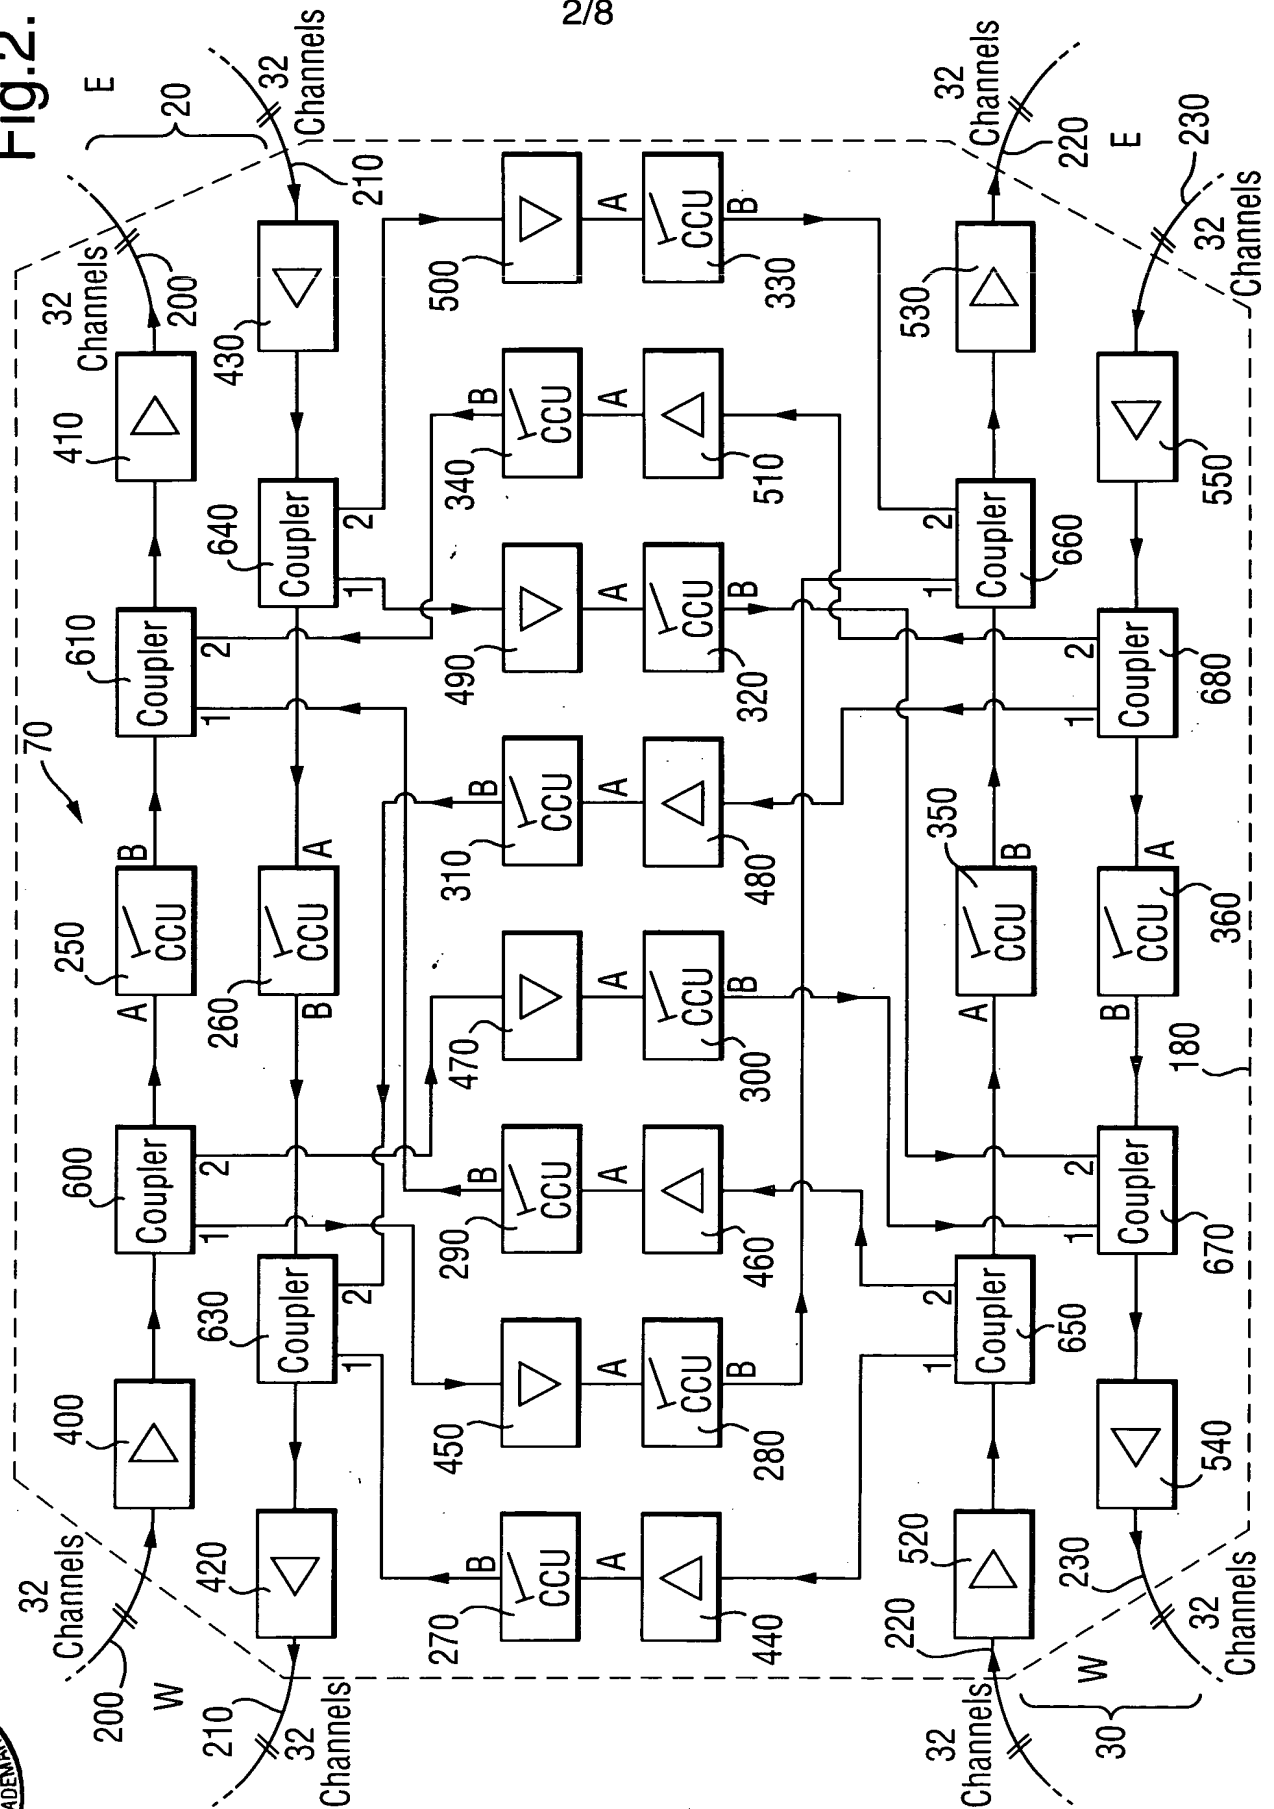 2/8
Fig.2.
E
20
32
Channels
32
Channels
200
210
410
430
610
640
Coupler
Coupler
1
2
1
2
70
250
260
CCU
CCU
A
B
A
B
600
630
Coupler
Coupler
1
2
1
2
400
420
32
Channels
200
W
210
32
Channels
500
A
CCU
B
330
340
B
CCU
A
510
490
A
CCU
B
320
310
B
CCU
A
480
470
A
CCU
B
300
290
B
CCU
A
460
450
A
CCU
B
280
270
B
CCU
A
440
32
Channels
220
E
230
32
Channels
530
550
660
680
Coupler
Coupler
1
2
1
2
350
360
CCU
CCU
A
B
A
B
180
650
670
Coupler
Coupler
1
2
1
2
520
540
220
230
32
Channels
W
30
32
Channels